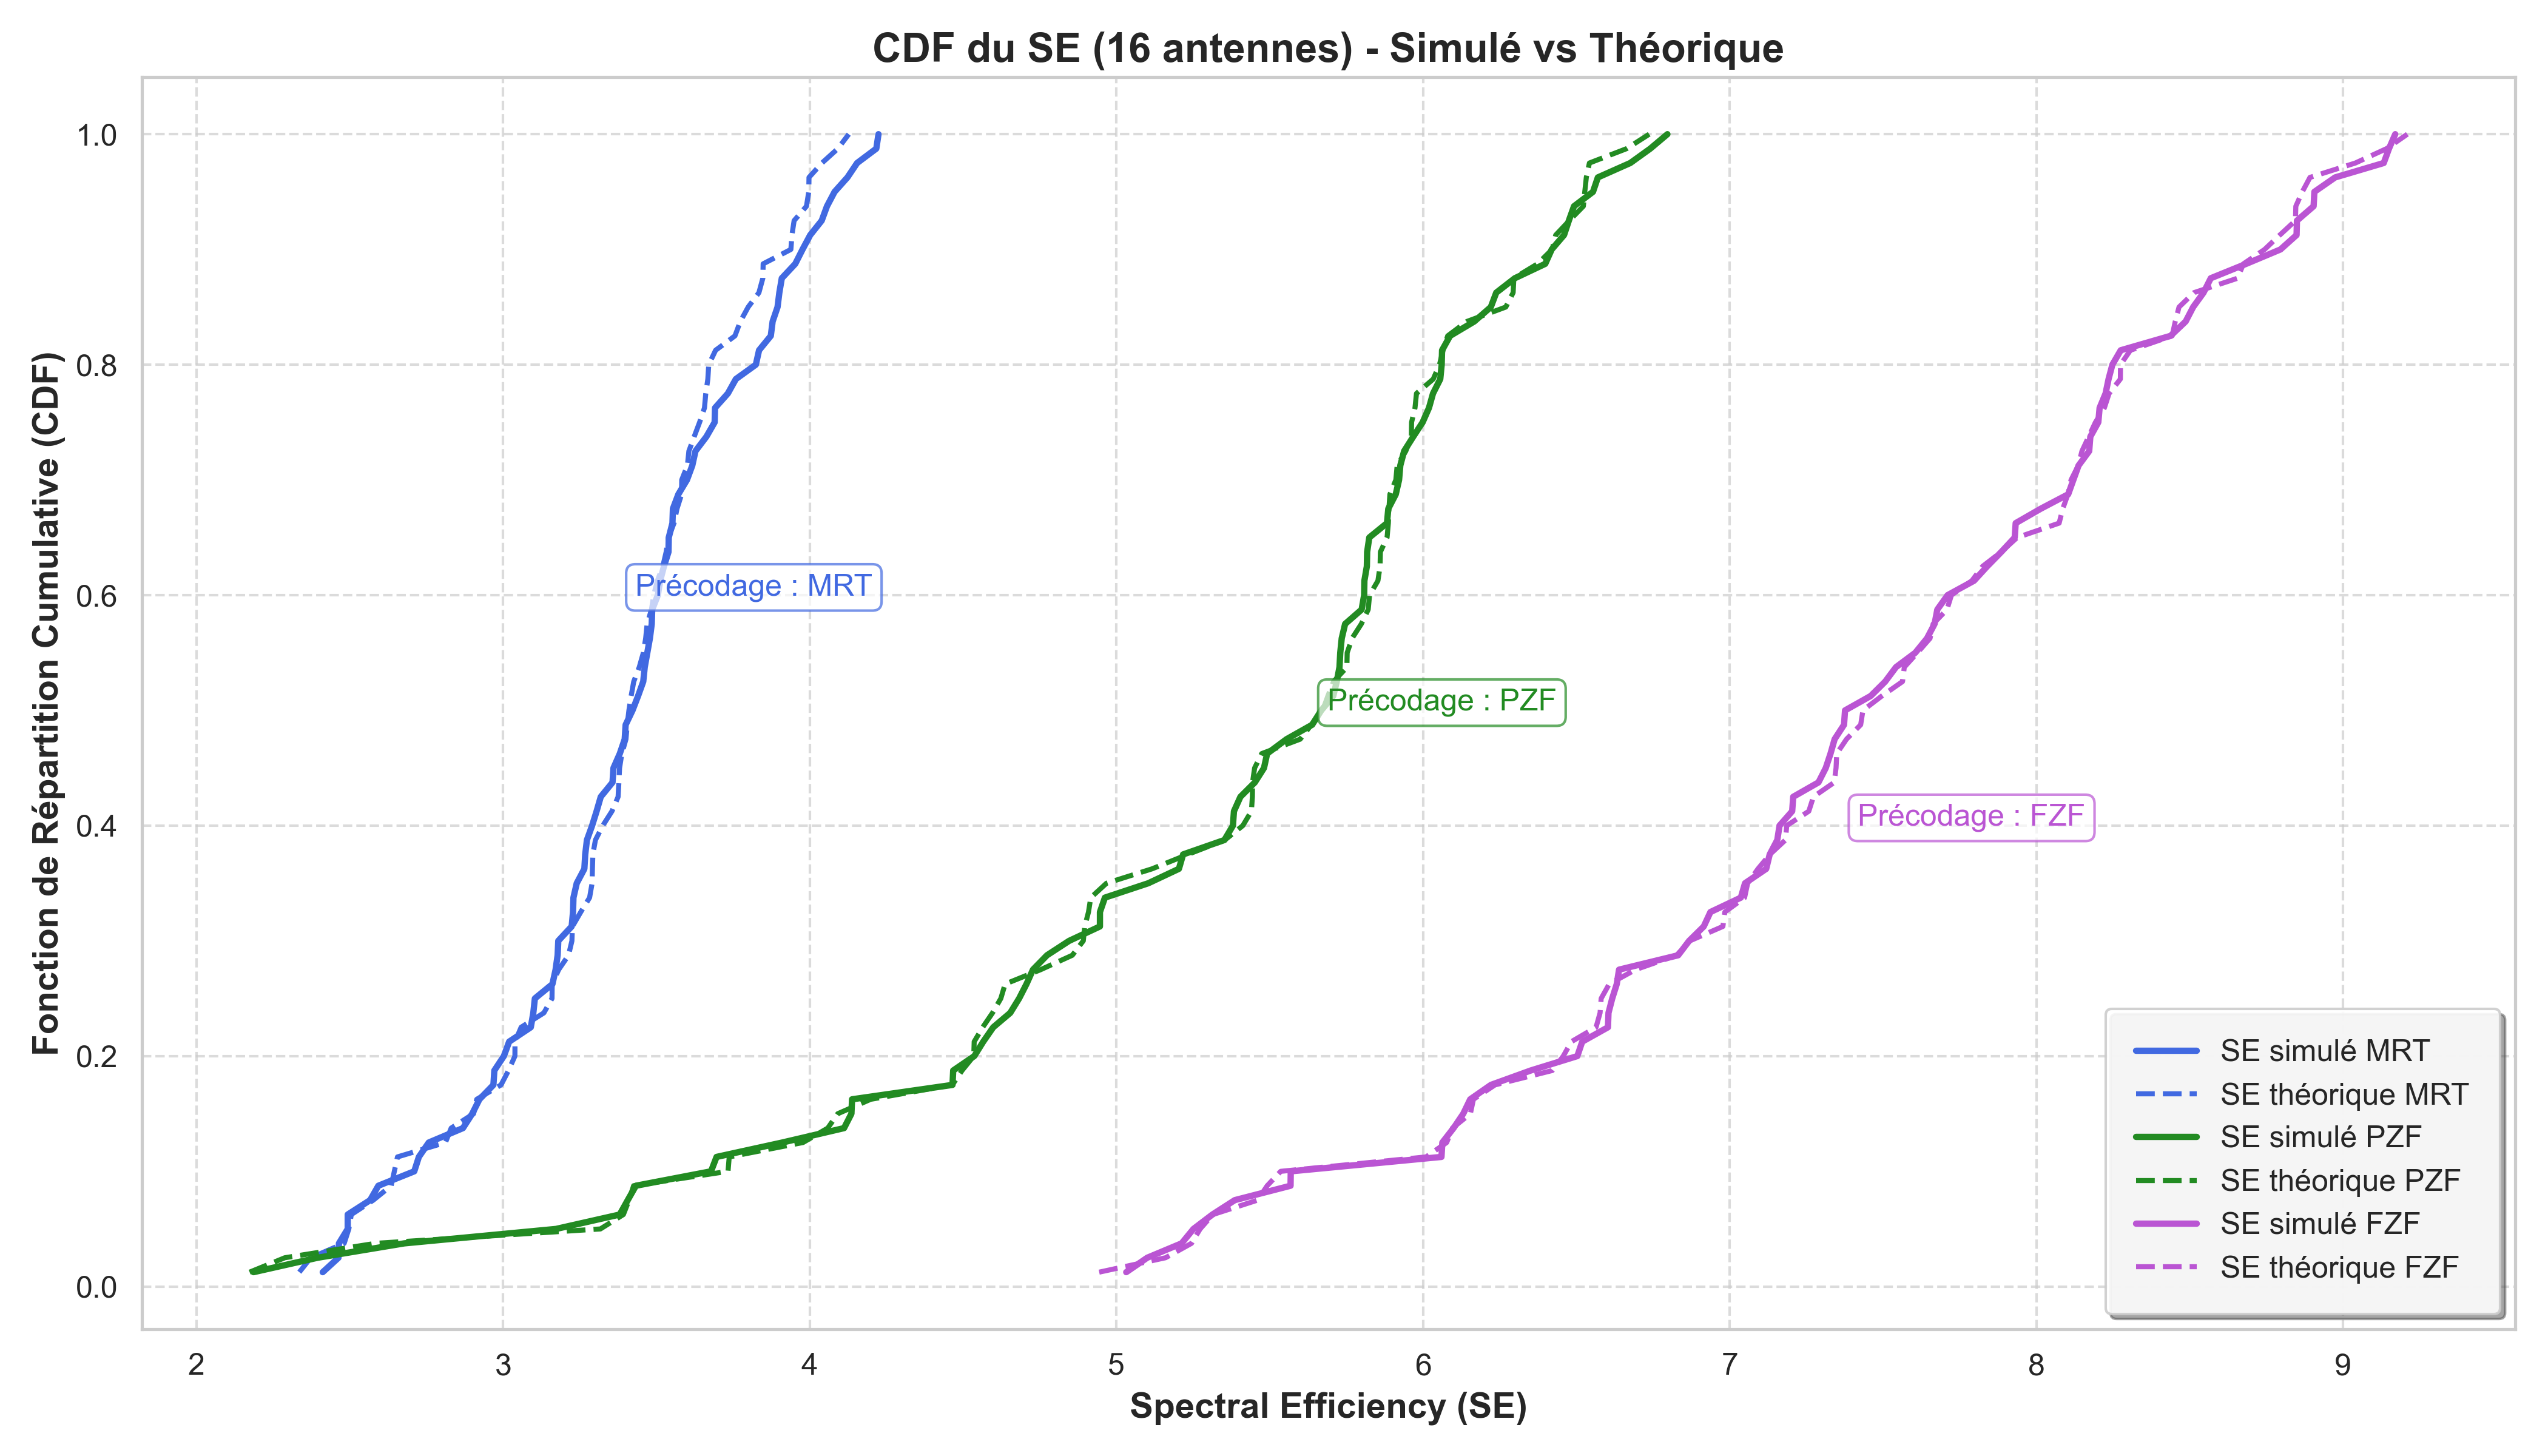 CDF du SE (16 antennes) - Simulé vs Théorique
Fonction de Répartition Cumulative (CDF)
1.0
0.8
0.6
0.4
0.2
0.0
Précodage : MRT
Précodage : PZF
Précodage : FZF
SE simulé MRT
SE théorique MRT
SE simulé PZF
SE théorique PZF
SE simulé FZF
SE théorique FZF
2 3 4 5 6 7 8 9
Spectral Efficiency (SE)